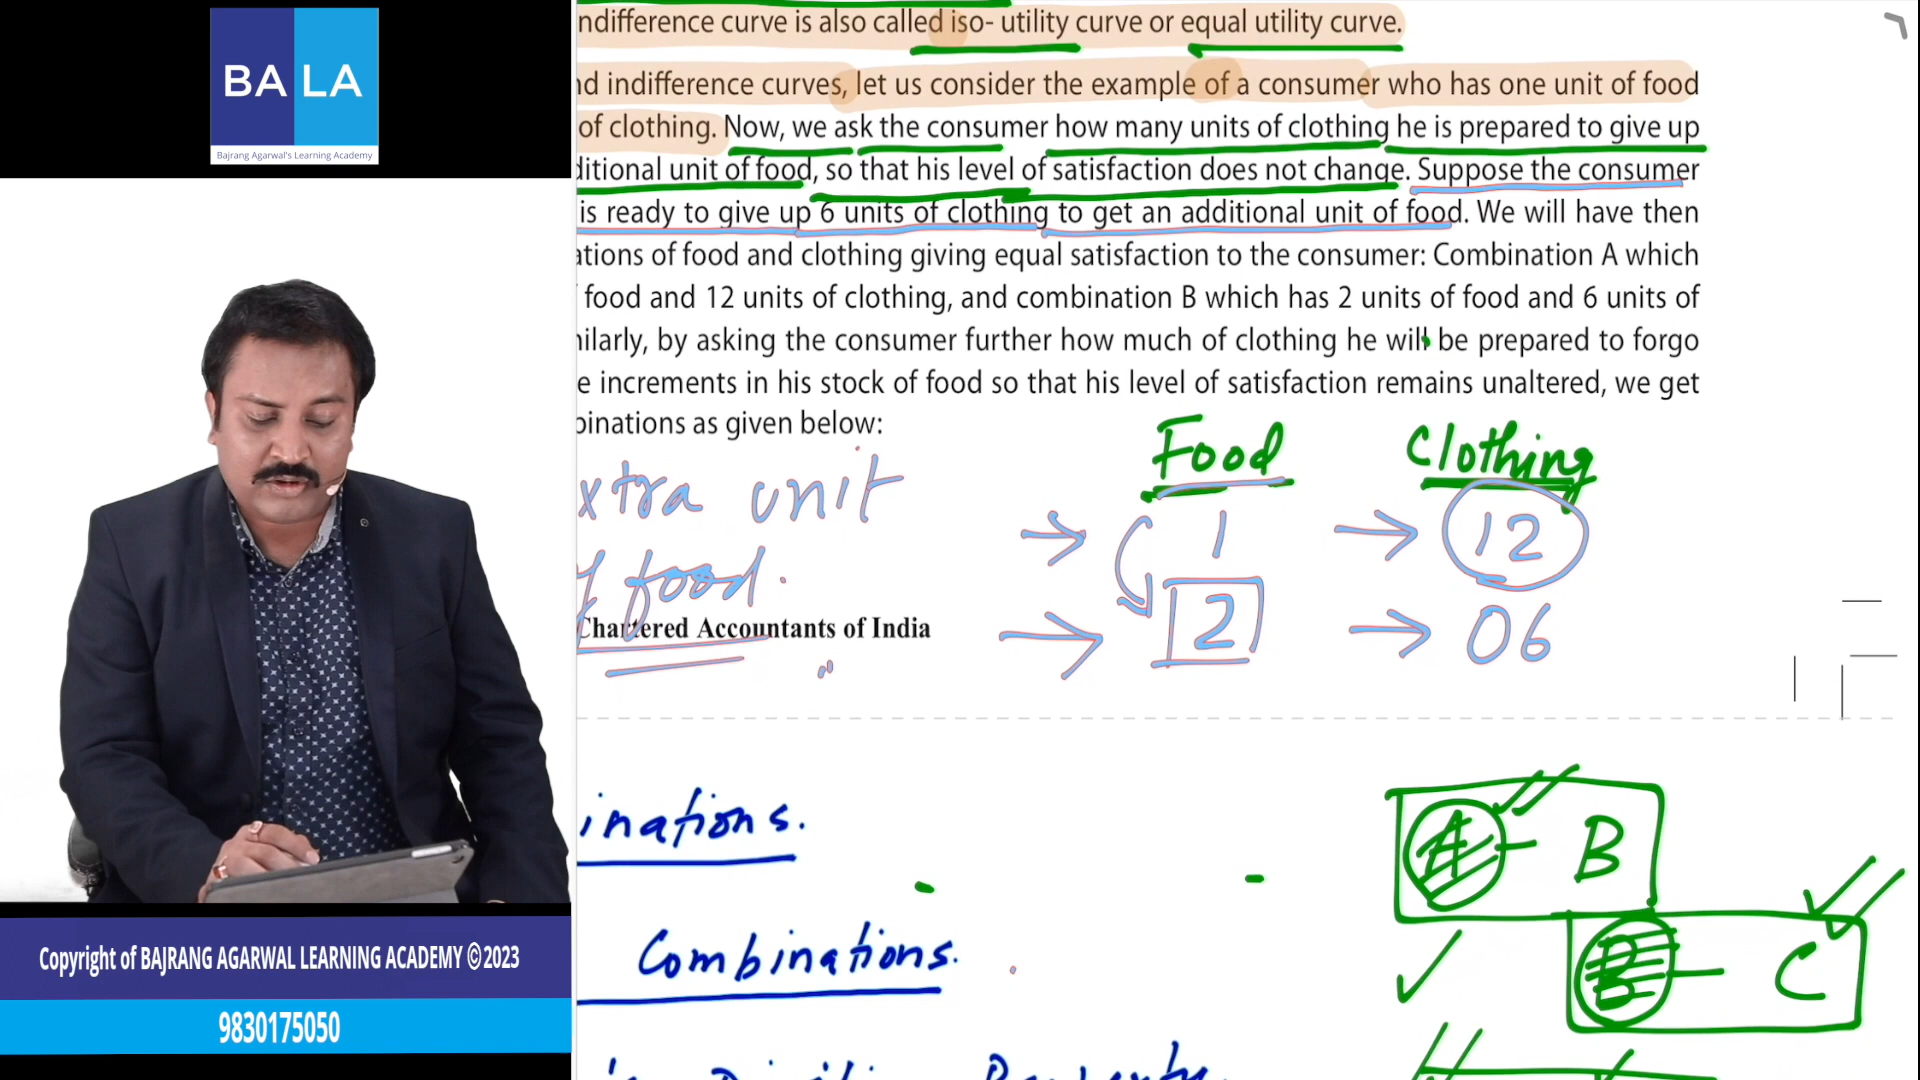 BA LA
Bajrang Agarwal's Learning Academy
ndifference curve is also called iso- utility curve or equal utility curve.
nd indifference curves, let us consider the example of a consumer who has one unit of food
of clothing. Now, we ask the consumer how many units of clothing he is prepared to give up
ditional unit of food, so that his level of satisfaction does not change. Suppose the consumer
is ready to give up 6 units of clothing to get an additional unit of food. We will have then
ations of food and clothing giving equal satisfaction to the consumer: Combination A which
food and 12 units of clothing, and combination B which has 2 units of food and 6 units of
ilarly, by asking the consumer further how much of clothing he will be prepared to forgo
e increments in his stock of food so that his level of satisfaction remains unaltered, we get
binations as given below:
Food Clothing
xtra unit
1 12
f food.
Chartered Accountants of India
2 06
inations.
A - B
Combinations.
B - C
Copyright of BAJRANG AGARWAL LEARNING ACADEMY ©2023
9830175050